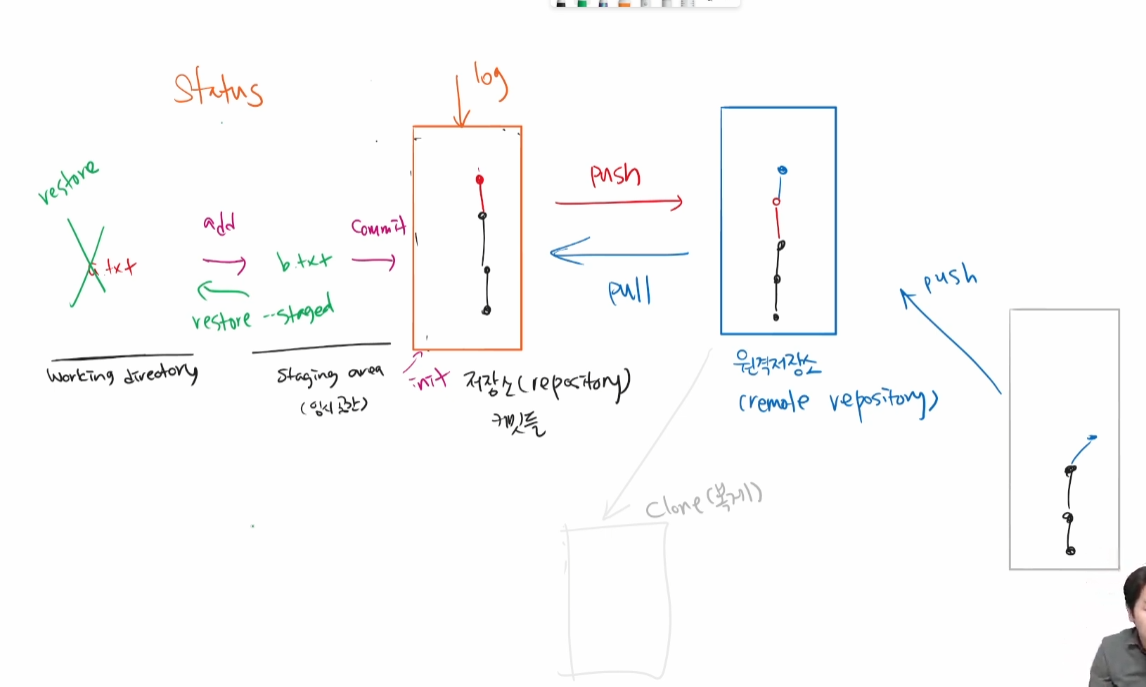 Status
log
restore
push
add
commit
a.txt
b.txt
restore --staged
pull
push
working directory
staging area
(임시공간)
init
저장소(repository)
커밋들
원격저장소
(remote repository)
Clone(복제)